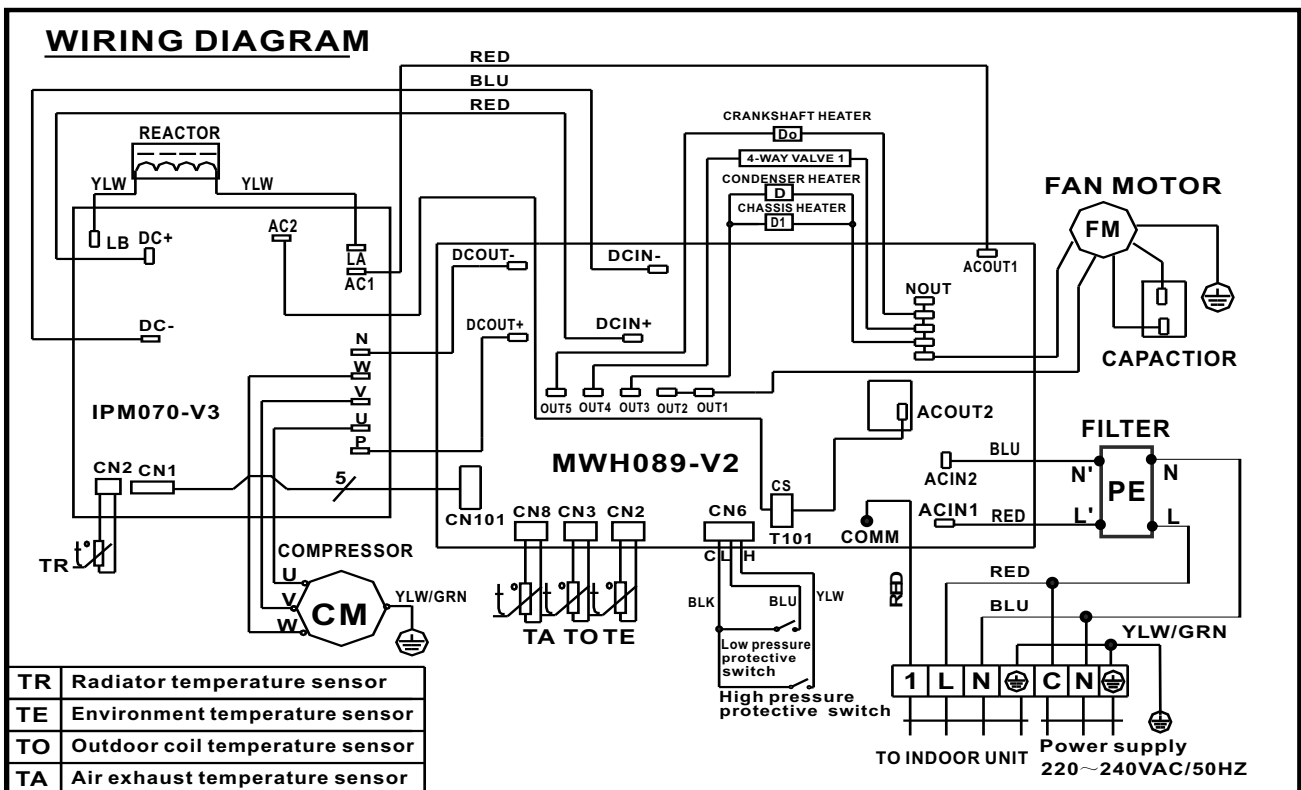 WIRING DIAGRAM
RED
BLU
RED
REACTOR
YLW
YLW
CRANKSHAFT HEATER
Do
4-WAY VALVE 1
CONDENSER HEATER
D
CHASSIS HEATER
D1
FAN MOTOR
FM
CAPACTIOR
LB
DC+
AC2
LA
AC1
DC-
N
W
V
U
P
IPM070-V3
CN2
CN1
5
TR
t°
DCOUT-
DCIN-
ACOUT1
NOUT
DCOUT+
DCIN+
OUT5
OUT4
OUT3
OUT2
OUT1
ACOUT2
MWH089-V2
CN101
CN8
CN3
CN2
CN6
CS
T101
COMM
ACIN2
ACIN1
BLU
RED
FILTER
N'
N
PE
L'
L
COMPRESSOR
U
V
W
CM
YLW/GRN
t°
t°
t°
TA
TO
TE
C
L
H
BLK
BLU
YLW
Low pressure
protective
switch
High pressure
protective switch
RED
RED
BLU
YLW/GRN
1
L
N
C
N
TO INDOOR UNIT
Power supply
220～240VAC/50HZ
TR Radiator temperature sensor
TE Environment temperature sensor
TO Outdoor coil temperature sensor
TA Air exhaust temperature sensor